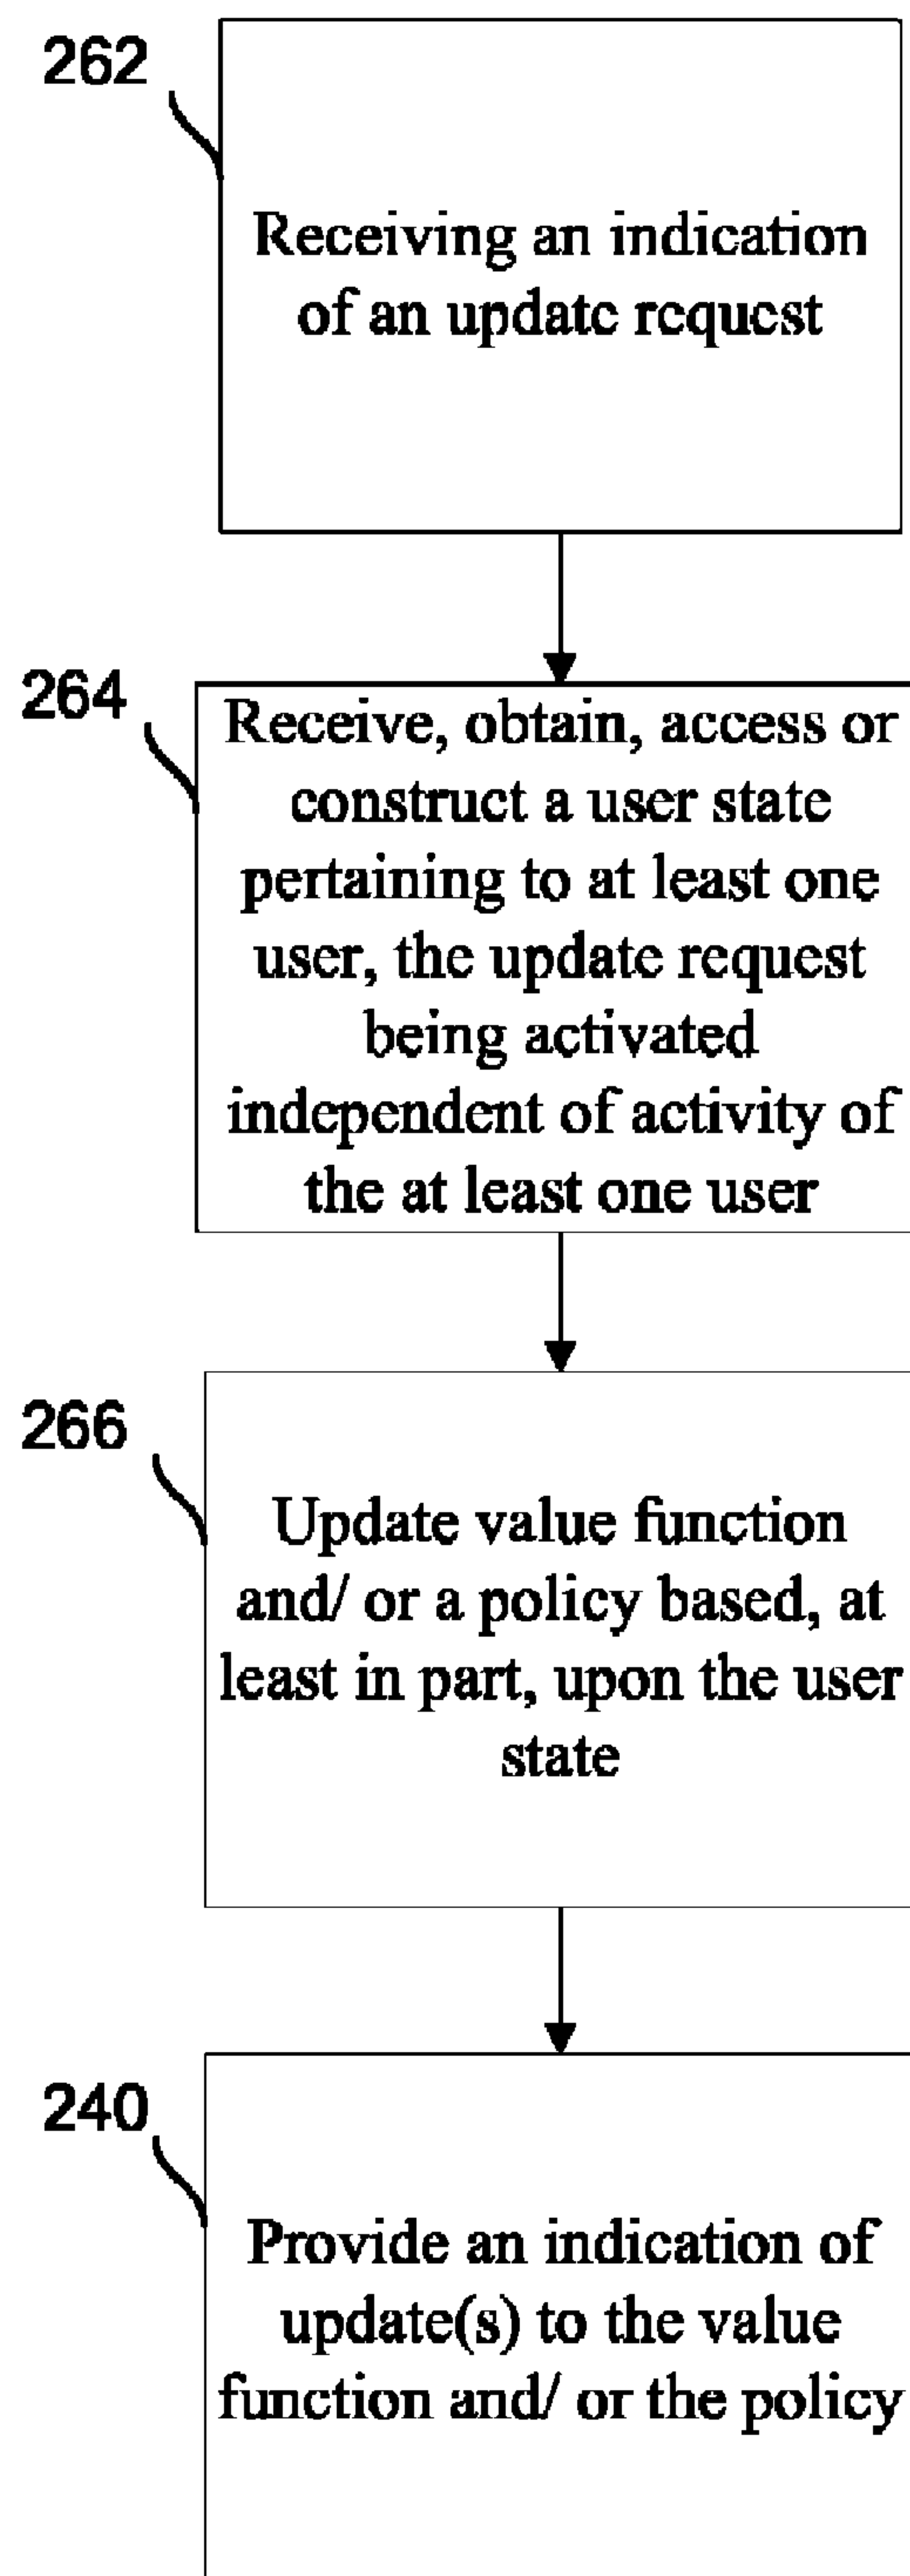 262
Receiving an indication
of an update request
264
Receive, obtain, access or
construct a user state
pertaining to at least one
user, the update request
being activated
independent of activity of
the at least one user
266
Update value function
and/ or a policy based, at
least in part, upon the user
state
240
Provide an indication of
update(s) to the value
function and/ or the policy